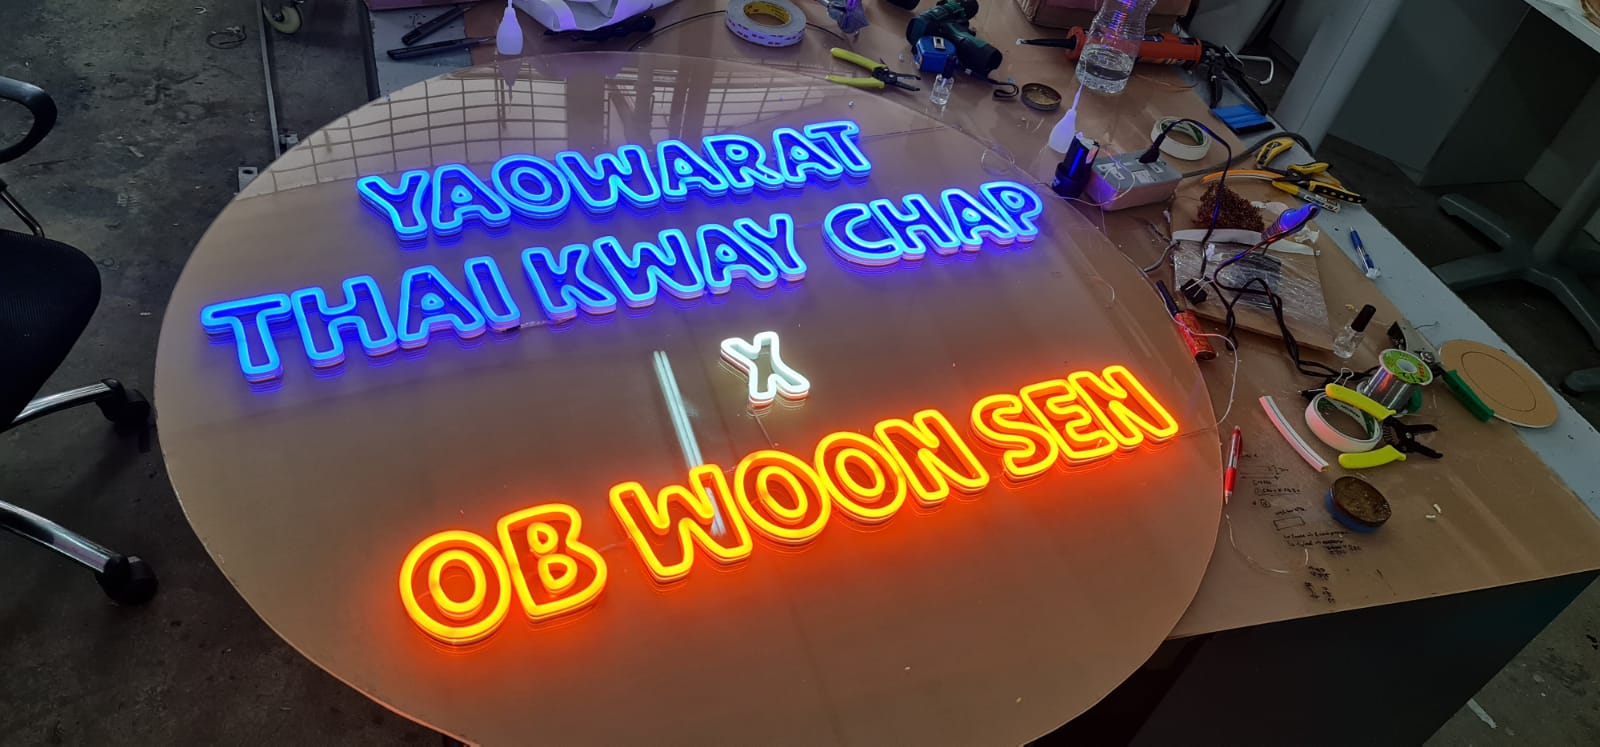 YAOWARAT
THAI KWAY CHAP
X
OB WOON SEN